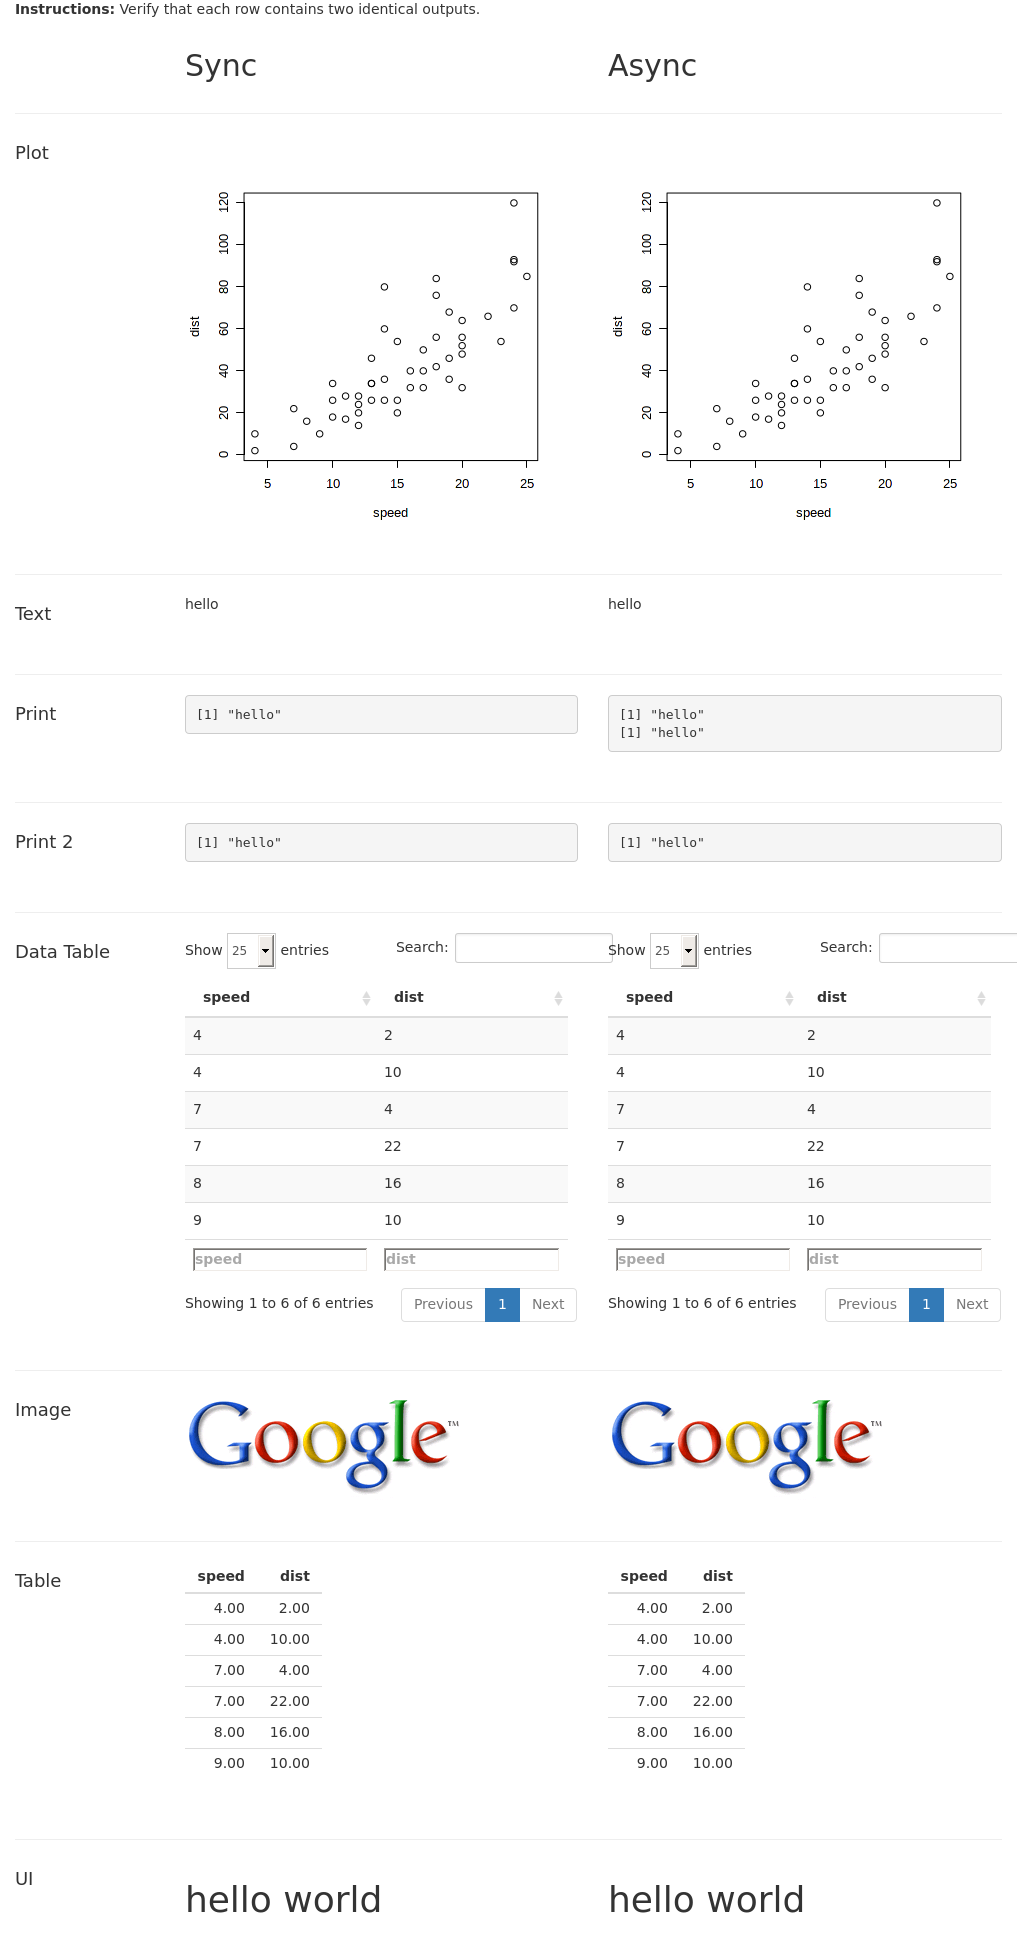 Instructions: Verify that each row contains two identical outputs.
Sync Async
Plot
120 120
100 100
80 80
dist 60 dist 60
40 40
20 20
0 0
5 10 15 20 25 5 10 15 20 25
speed speed
Text hello hello
Print [1] "hello" [1] "hello"
[1] "hello"
Print 2 [1] "hello" [1] "hello"
Data Table Show 25 entries Search: Show 25 entries Search:
speed dist speed dist
4 2 4 2
4 10 4 10
7 4 7 4
7 22 7 22
8 16 8 16
9 10 9 10
speed dist speed dist
Showing 1 to 6 of 6 entries Previous 1 Next Showing 1 to 6 of 6 entries Previous 1 Next
Image Google™ Google™
Table speed dist speed dist
4.00 2.00 4.00 2.00
4.00 10.00 4.00 10.00
7.00 4.00 7.00 4.00
7.00 22.00 7.00 22.00
8.00 16.00 8.00 16.00
9.00 10.00 9.00 10.00
UI hello world hello world